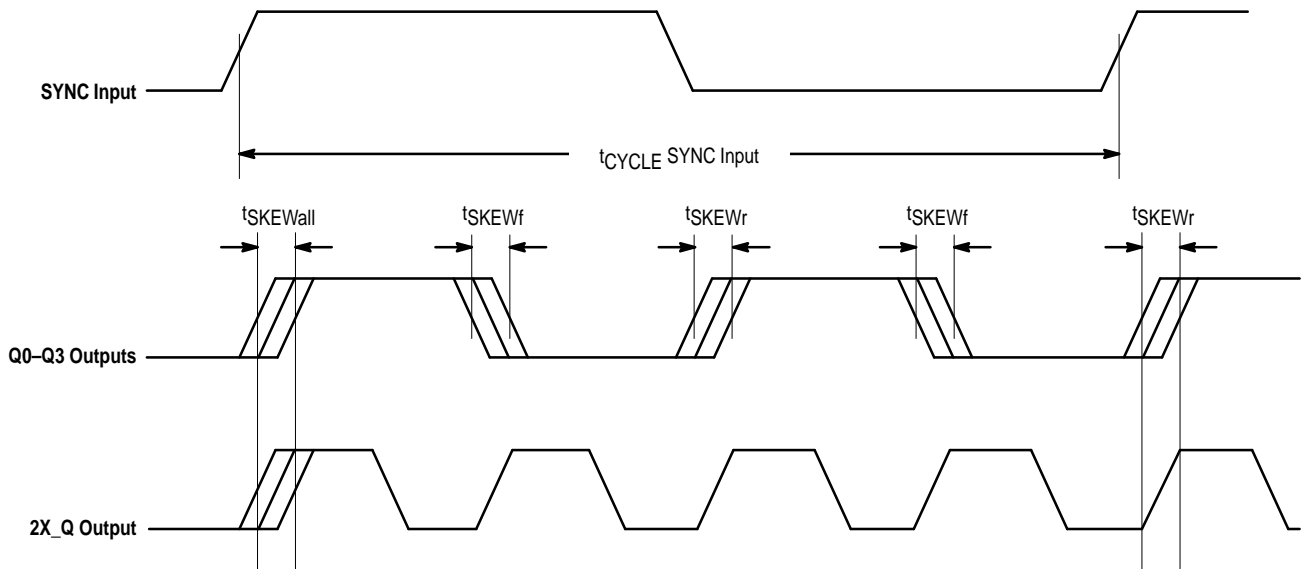 SYNC Input
tCYCLE SYNC Input
tSKEWall tSKEWf tSKEWr tSKEWf tSKEWr
Q0–Q3 Outputs
2X_Q Output